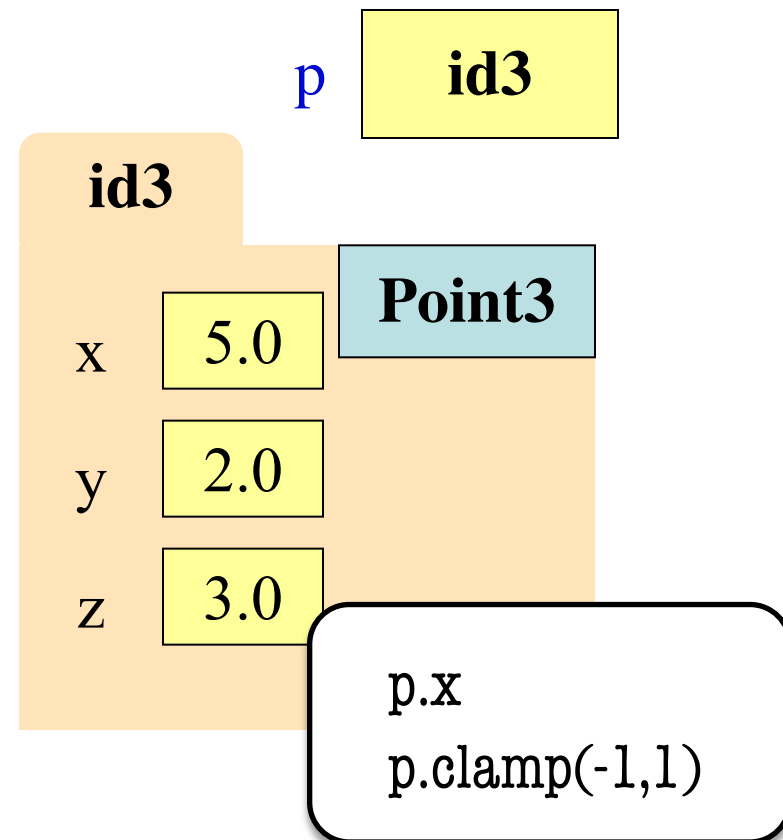 p id3
id3
Point3
x 5.0
y 2.0
z 3.0
p.x
p.clamp(-1,1)